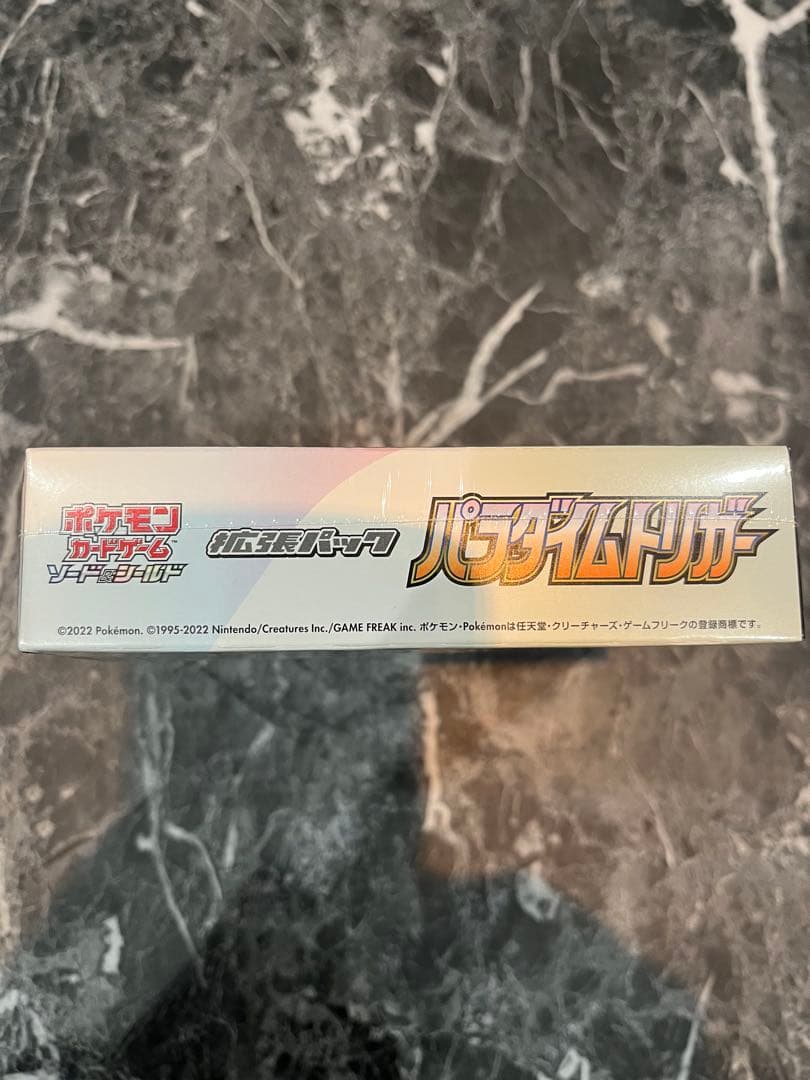 ポケモン
カードゲーム™
ソード&シールド
拡張パック
パラダイムトリガー
©2022 Pokémon. ©1995-2022 Nintendo/Creatures Inc./GAME FREAK inc. ポケモン・Pokémonは任天堂・クリーチャーズ・ゲームフリークの登録商標です。